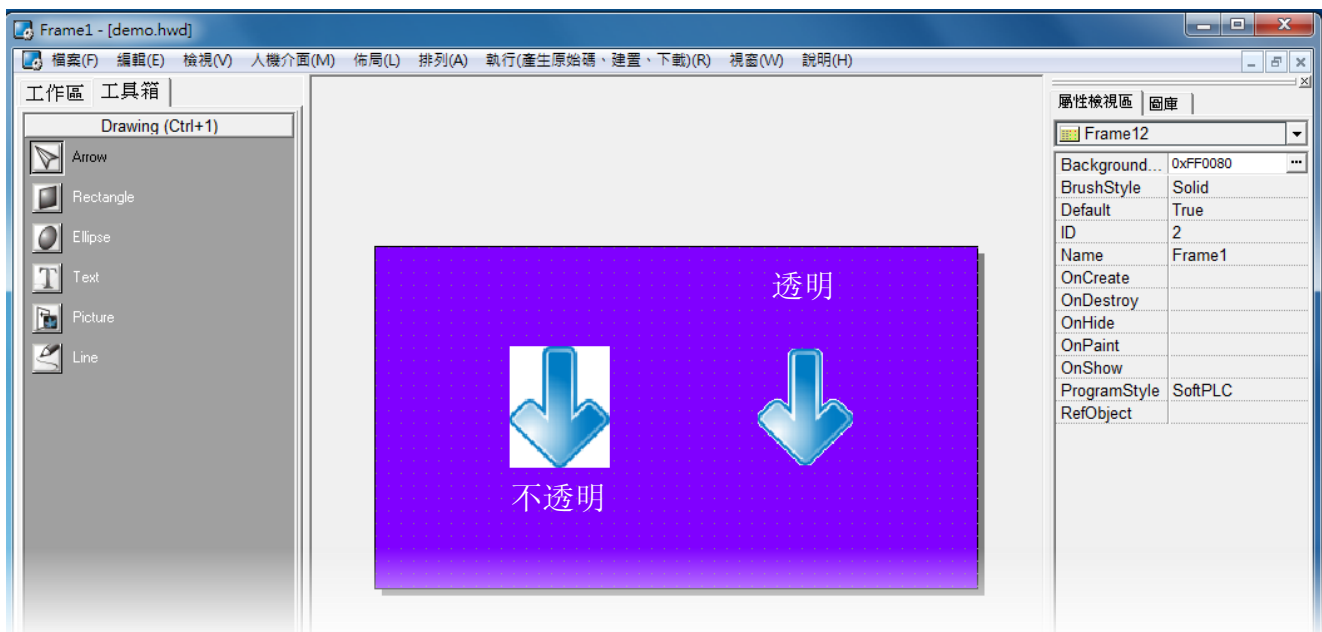 Frame1 - [demo.hwd]
檔案(F) 編輯(E) 檢視(V) 人機介面(M) 佈局(L) 排列(A) 執行(產生原始碼、建置、下載)(R) 視窗(W) 說明(H)
工作區 工具箱
Drawing (Ctrl+1)
Arrow
Rectangle
Ellipse
Text
Picture
Line
透明
不透明
屬性檢視區 圖庫
Frame12
Background... 0xFF0080 ...
BrushStyle Solid
Default True
ID 2
Name Frame1
OnCreate
OnDestroy
OnHide
OnPaint
OnShow
ProgramStyle SoftPLC
RefObject